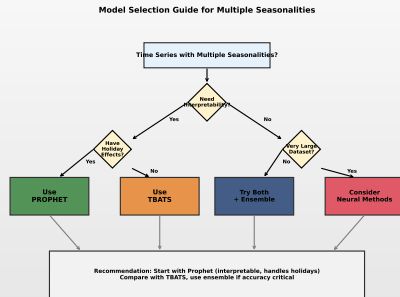 Model Selection Guide for Multiple Seasonalities
Time Series with Multiple Seasonalities?
Need
Interpretability?
Yes
No
Have
Holiday
Effects?
Very Large
Dataset?
Yes
No
No
Yes
Use
PROPHET
Use
TBATS
Try Both
+ Ensemble
Consider
Neural Methods
Recommendation: Start with Prophet (interpretable, handles holidays)
Compare with TBATS, use ensemble if accuracy critical